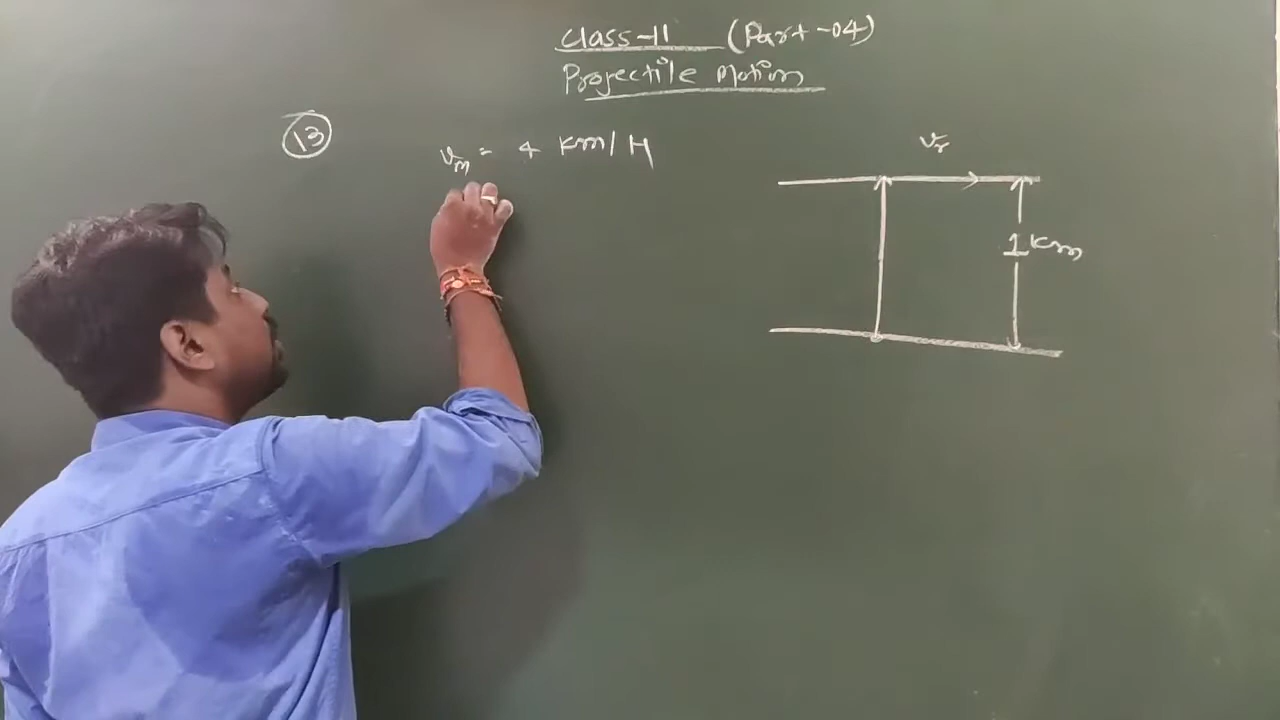 Class-11 (Part-04)
Projectile Motion
13
vm = 4 Km/H
vr
1 Km